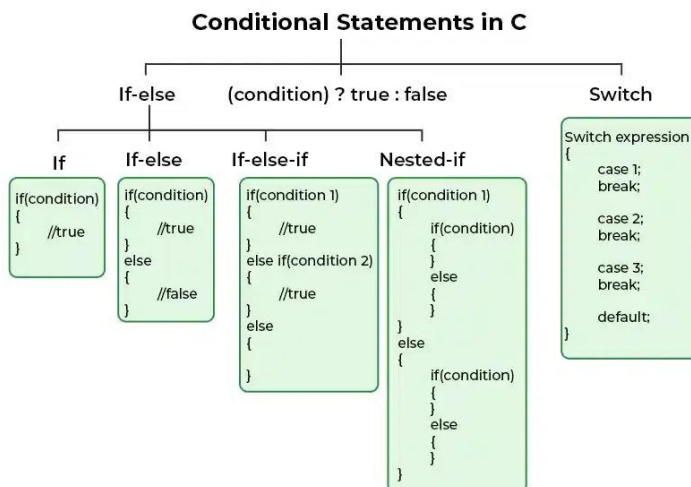 Conditional Statements in C
If-else
(condition) ? true : false
Switch
If
If-else
If-else-if
Nested-if
if(condition)
{
//true
}
if(condition)
{
//true
}
else
{
//false
}
if(condition 1)
{
//true
}
else if(condition 2)
{
//true
}
else
{
}
if(condition 1)
{
if(condition)
{
}
else
{
}
}
else
{
if(condition)
{
}
else
{
}
}
Switch expression
{
case 1;
break;
case 2;
break;
case 3;
break;
default;
}